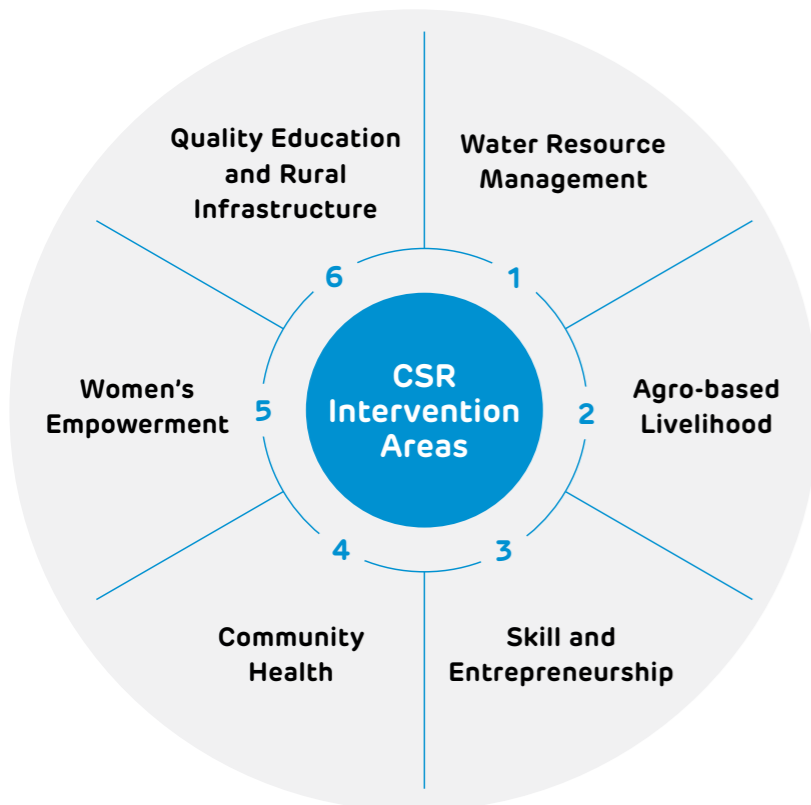 CSR
Intervention
Areas
1
Water Resource
Management
2
Agro-based
Livelihood
3
Skill and
Entrepreneurship
4
Community
Health
5
Women's
Empowerment
6
Quality Education
and Rural
Infrastructure